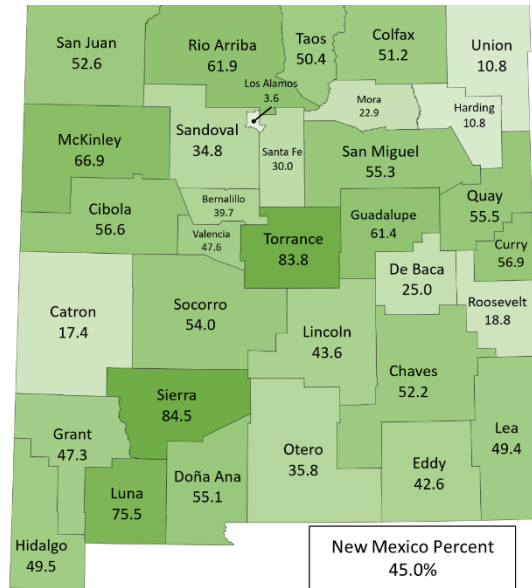 San Juan
52.6
Rio Arriba
61.9
Taos
50.4
Colfax
51.2
Union
10.8
Los Alamos
3.6
Mora
22.9
Harding
10.8
McKinley
66.9
Sandoval
34.8
Santa Fe
30.0
San Miguel
55.3
Quay
55.5
Cibola
56.6
Bernalillo
39.7
Valencia
47.6
Torrance
83.8
Guadalupe
61.4
Curry
56.9
De Baca
25.0
Roosevelt
18.8
Catron
17.4
Socorro
54.0
Lincoln
43.6
Chaves
52.2
Sierra
84.5
Lea
49.4
Grant
47.3
Otero
35.8
Eddy
42.6
Luna
75.5
Doña Ana
55.1
Hidalgo
49.5
New Mexico Percent
45.0%